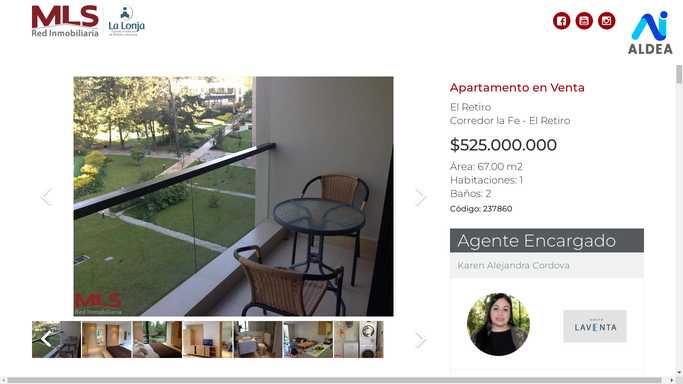 MLS
Red Inmobiliaria
La Lonja
ALDEA
Apartamento en Venta
El Retiro
Corredor la Fe - El Retiro
$525.000.000
Área: 67.00 m2
Habitaciones: 1
Baños: 2
Código: 237860
Agente Encargado
Karen Alejandra Cordova
LAVENTA
MLS
Red Inmobiliaria